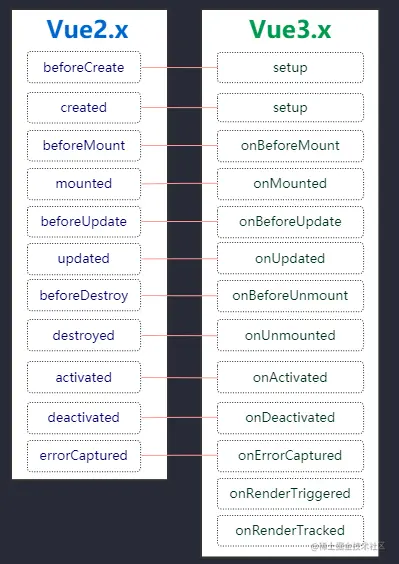 Vue2.x Vue3.x
beforeCreate setup
created setup
beforeMount onBeforeMount
mounted onMounted
beforeUpdate onBeforeUpdate
updated onUpdated
beforeDestroy onBeforeUnmount
destroyed onUnmounted
activated onActivated
deactivated onDeactivated
errorCaptured onErrorCaptured
onRenderTriggered
onRenderTracked
@稀土掘金技术社区